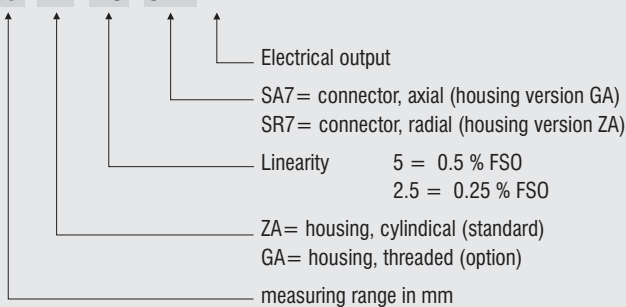 Electrical output
SA7= connector, axial (housing version GA)
SR7= connector, radial (housing version ZA)
Linearity 5 = 0.5 % FSO
2.5 = 0.25 % FSO
ZA= housing, cylindical (standard)
GA= housing, threaded (option)
measuring range in mm